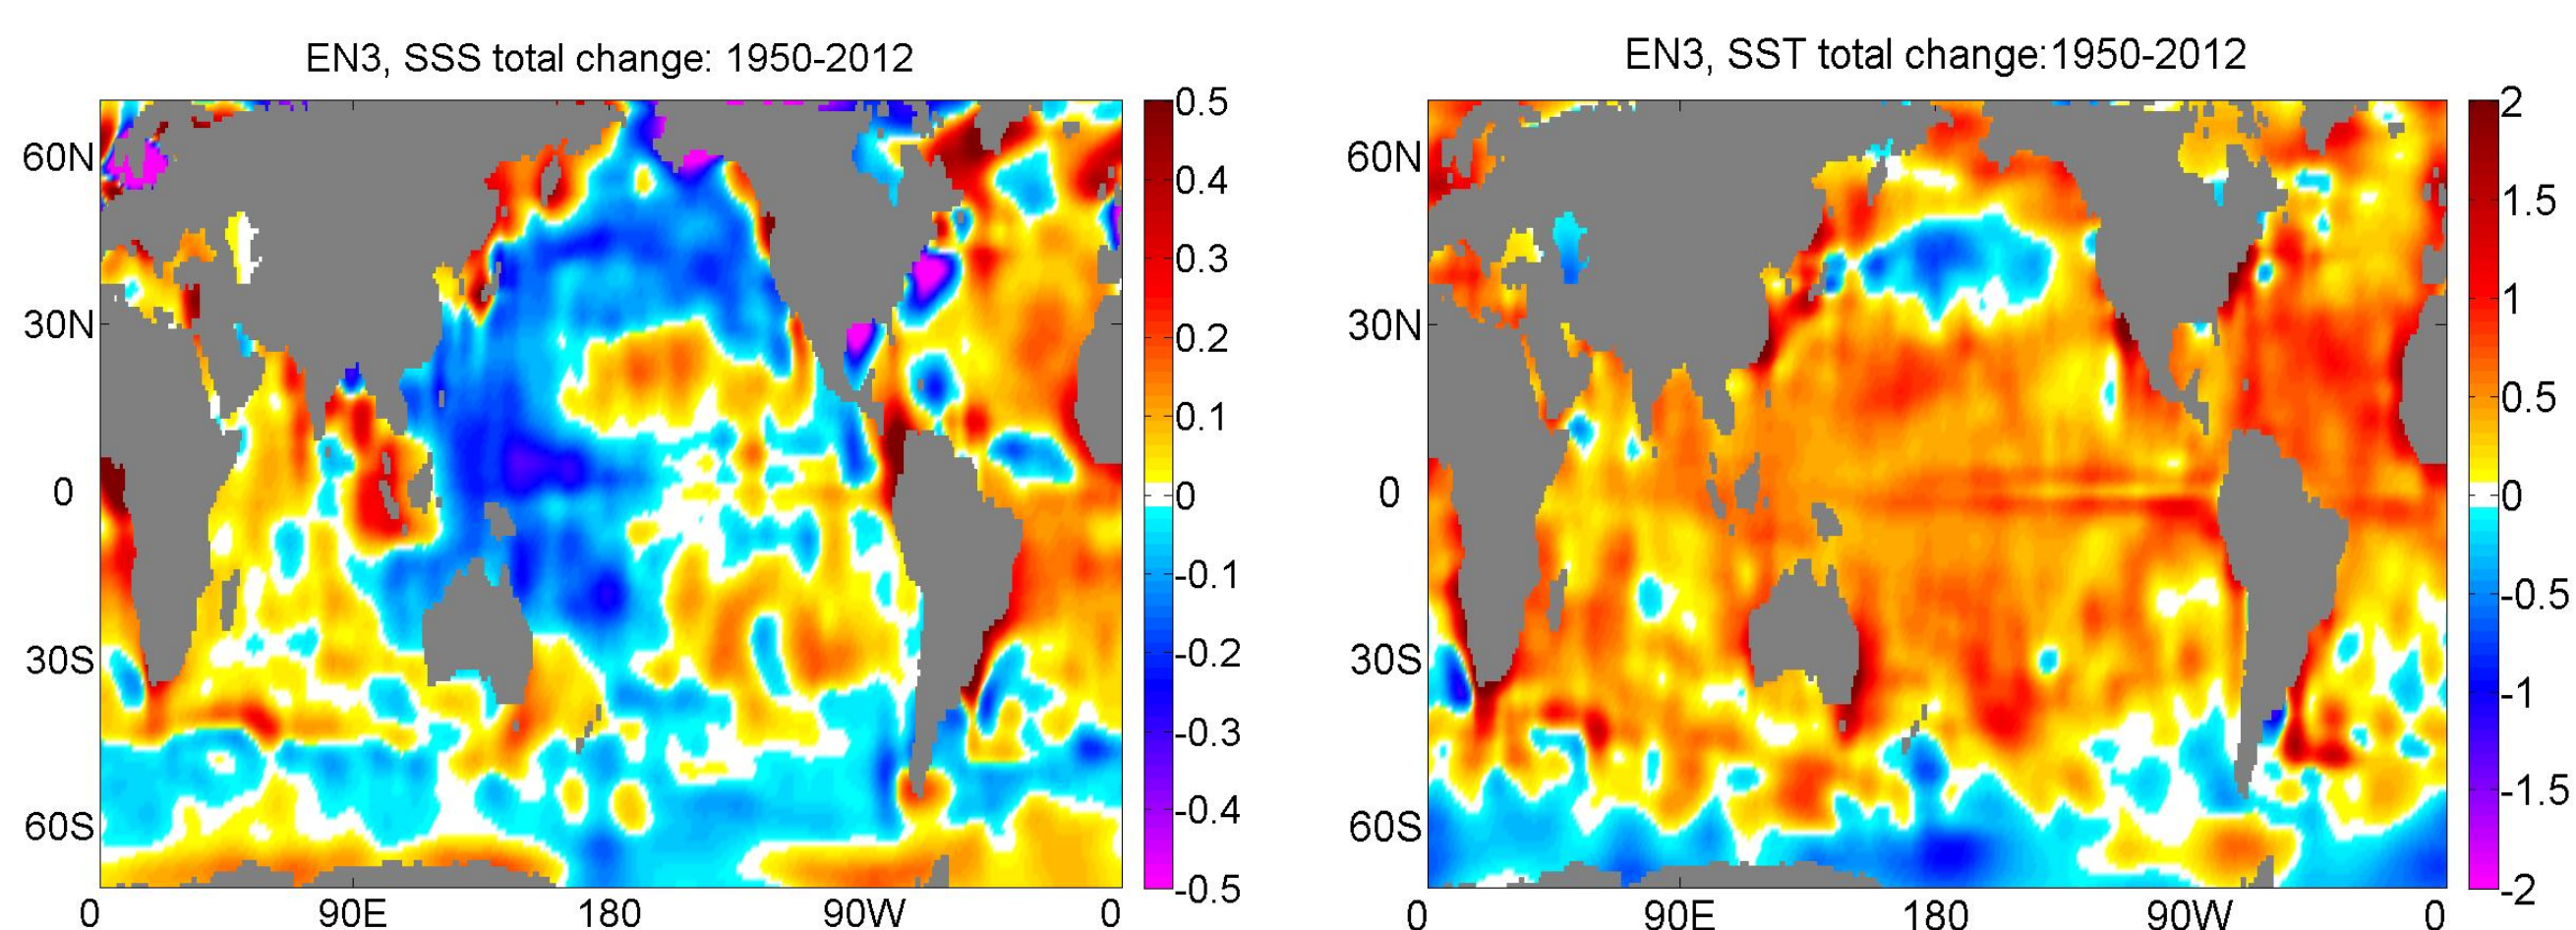 EN3, SSS total change: 1950-2012
60N
30N
0
30S
60S
0
90E
180
90W
0
0.5
0.4
0.3
0.2
0.1
0
-0.1
-0.2
-0.3
-0.4
-0.5
EN3, SST total change:1950-2012
60N
30N
0
30S
60S
0
90E
180
90W
0
2
1.5
1
0.5
0
-0.5
-1
-1.5
-2